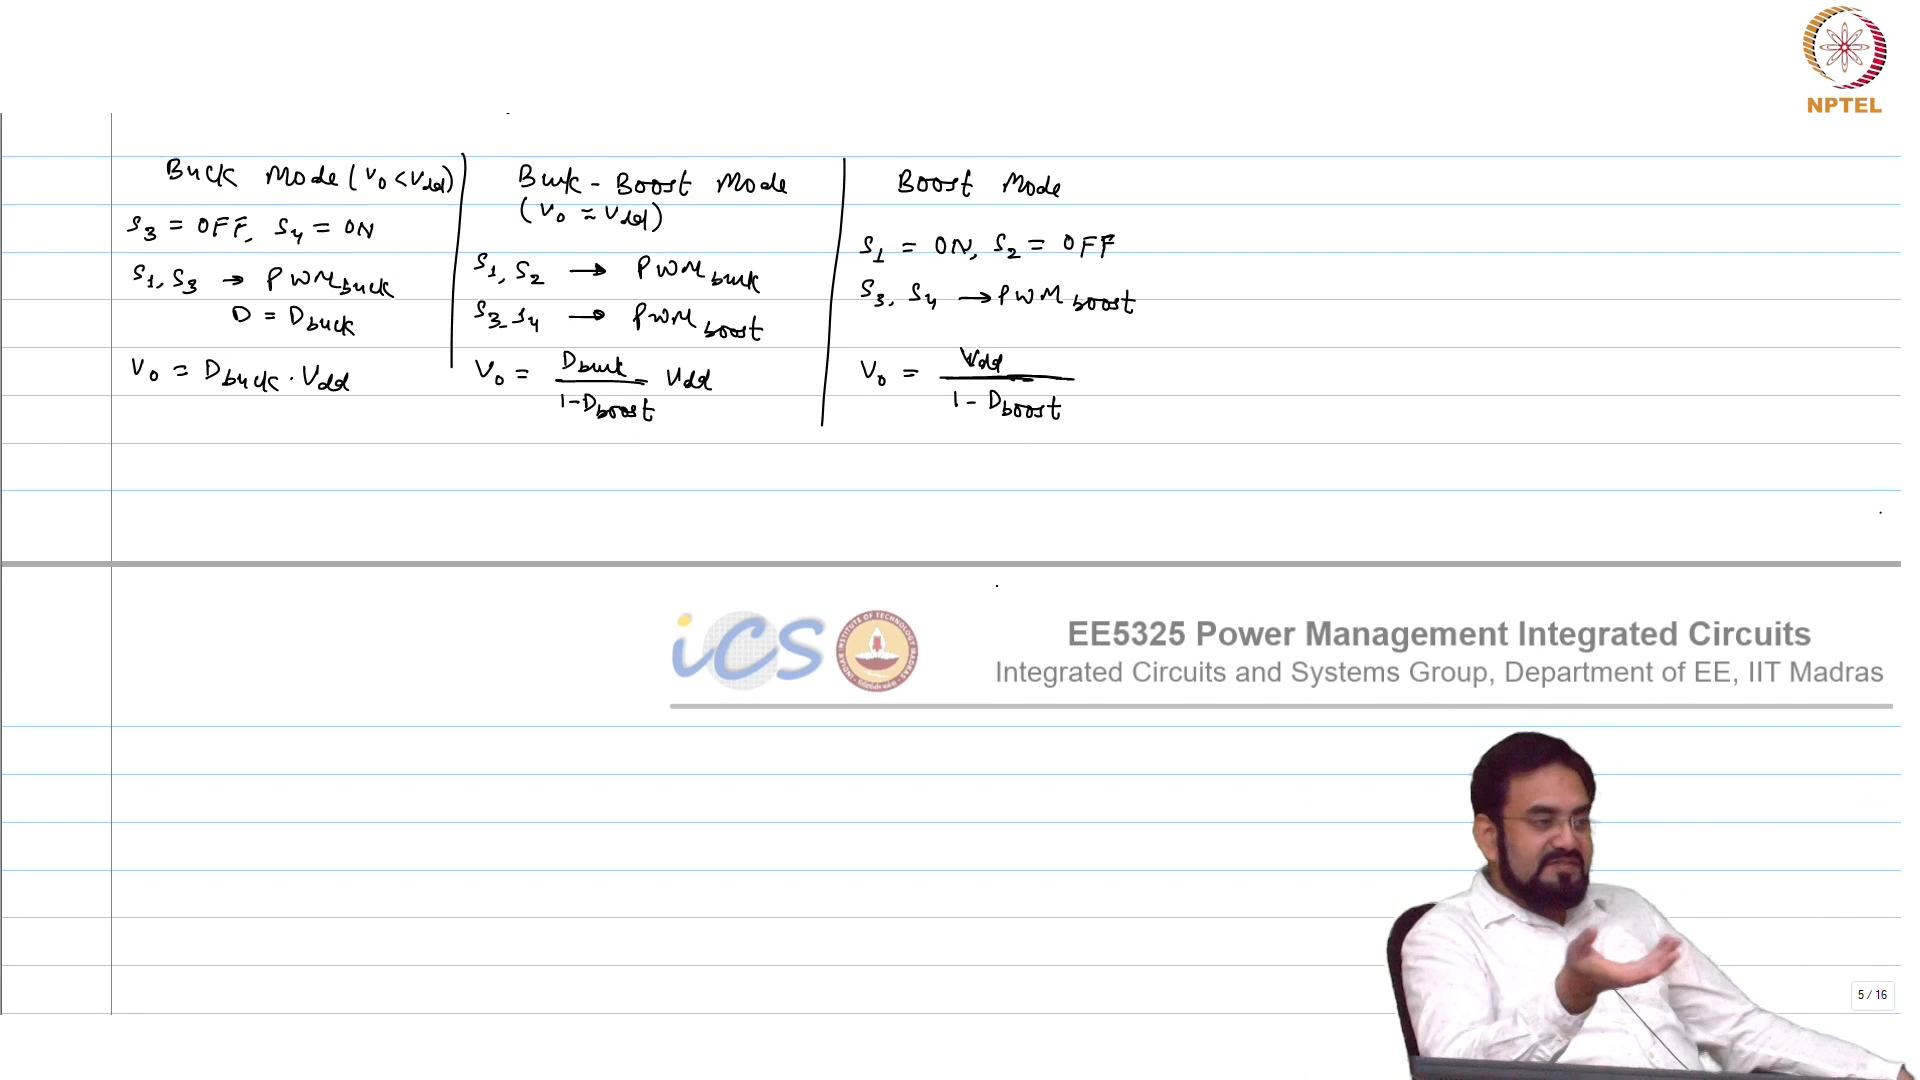 NPTEL
Buck Mode (V₀ < Vdd)
S₃ = OFF, S₄ = ON
S₁, S₃ → PWM buck
D = D buck
V₀ = D buck . Vdd
Buck - Boost Mode
(V₀ ≈ Vdd)
S₁, S₂ → PWM buck
S₃, S₄ → PWM boost
V₀ = D buck / 1-D boost Vdd
Boost Mode
S₁ = ON, S₂ = OFF
S₃, S₄ → PWM boost
V₀ = Vdd / 1 - D boost
ics
EE5325 Power Management Integrated Circuits
Integrated Circuits and Systems Group, Department of EE, IIT Madras
5 / 16